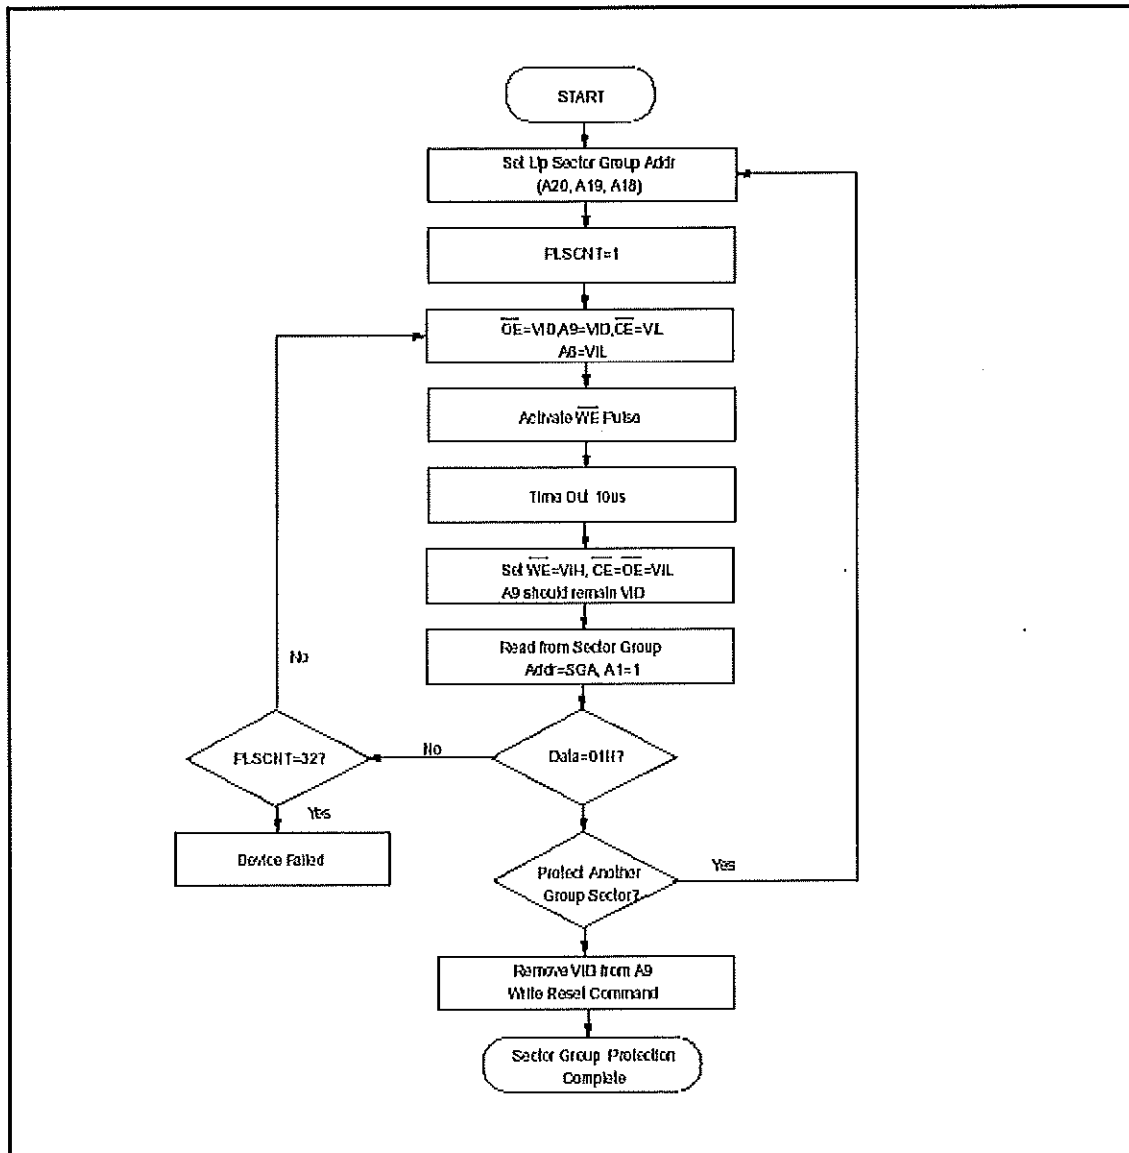 START
Set Up Sector Group Addr
(A20, A19, A18)
PLSCNT=1
OE=VID,A9=VID,CE=VIL
A6=VIL
Activate WE Pulse
Time Out 10us
Set WE=VIH, CE=OE=VIL
A9 should remain VID
Read from Sector Group
Addr=SGA, A1=1
No
PLSCNT=32?
No
Data=01H?
Yes
Device Failed
Protect Another
Group Sector?
Yes
Remove VID from A9
Write Reset Command
Sector Group Protection
Complete